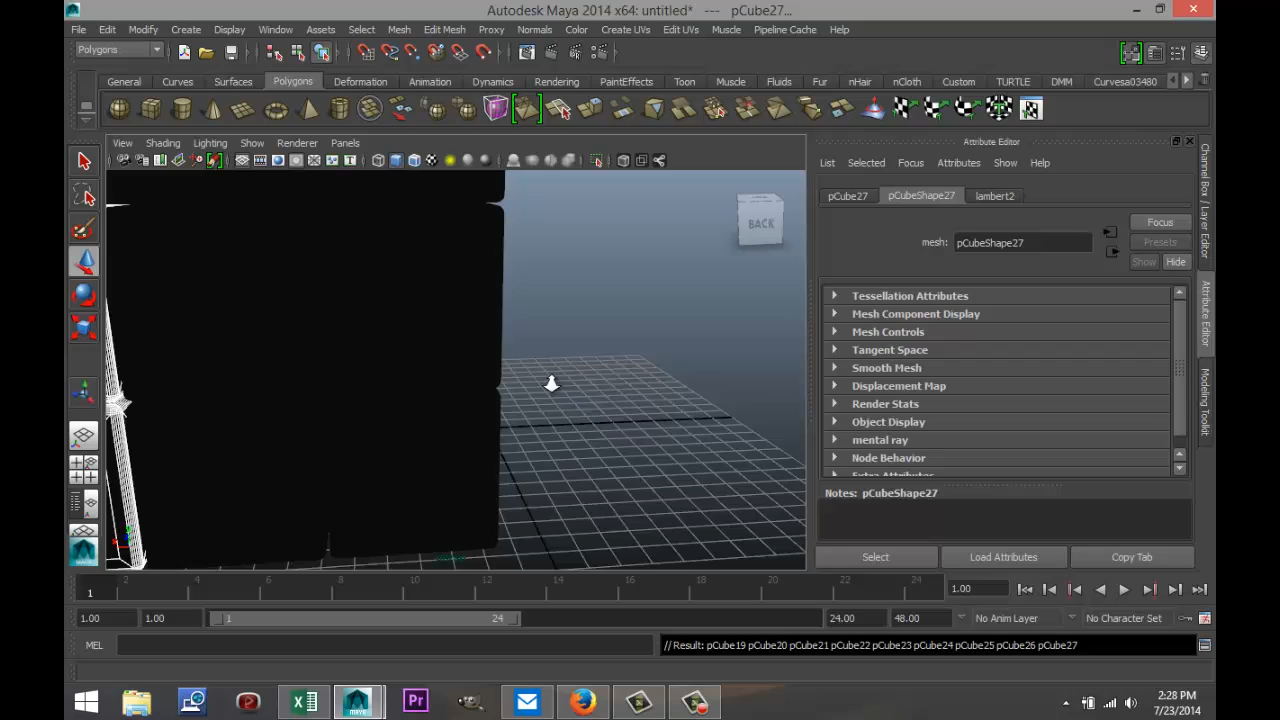 Autodesk Maya 2014 x64: untitled* --- pCube27...
File Edit Modify Create Display Window Assets Select Mesh Edit Mesh Proxy Normals Color Create UVs Edit UVs Muscle Pipeline Cache Help
Polygons
General Curves Surfaces Polygons Deformation Animation Dynamics Rendering PaintEffects Toon Muscle Fluids Fur nHair nCloth Custom TURTLE DMM Curvesa03480
View Shading Lighting Show Renderer Panels
Attribute Editor
List Selected Focus Attributes Show Help
pCube27 pCubeShape27 lambert2
BACK
Focus
mesh: pCubeShape27
Presets
Show Hide
Tessellation Attributes
Mesh Component Display
Mesh Controls
Tangent Space
Smooth Mesh
Displacement Map
Render Stats
Object Display
mental ray
Node Behavior
Extra Attributes
Notes: pCubeShape27
Select Load Attributes Copy Tab
Channel Box / Layer Editor
Attribute Editor
Modeling Toolkit
2 4 6 8 10 12 14 16 18 20 22 24
1 1.00
1.00 1.00 1 24 24.00 48.00 No Anim Layer No Character Set
MEL // Result: pCube19 pCube20 pCube21 pCube22 pCube23 pCube24 pCube25 pCube26 pCube27
Pr
2:28 PM
7/23/2014